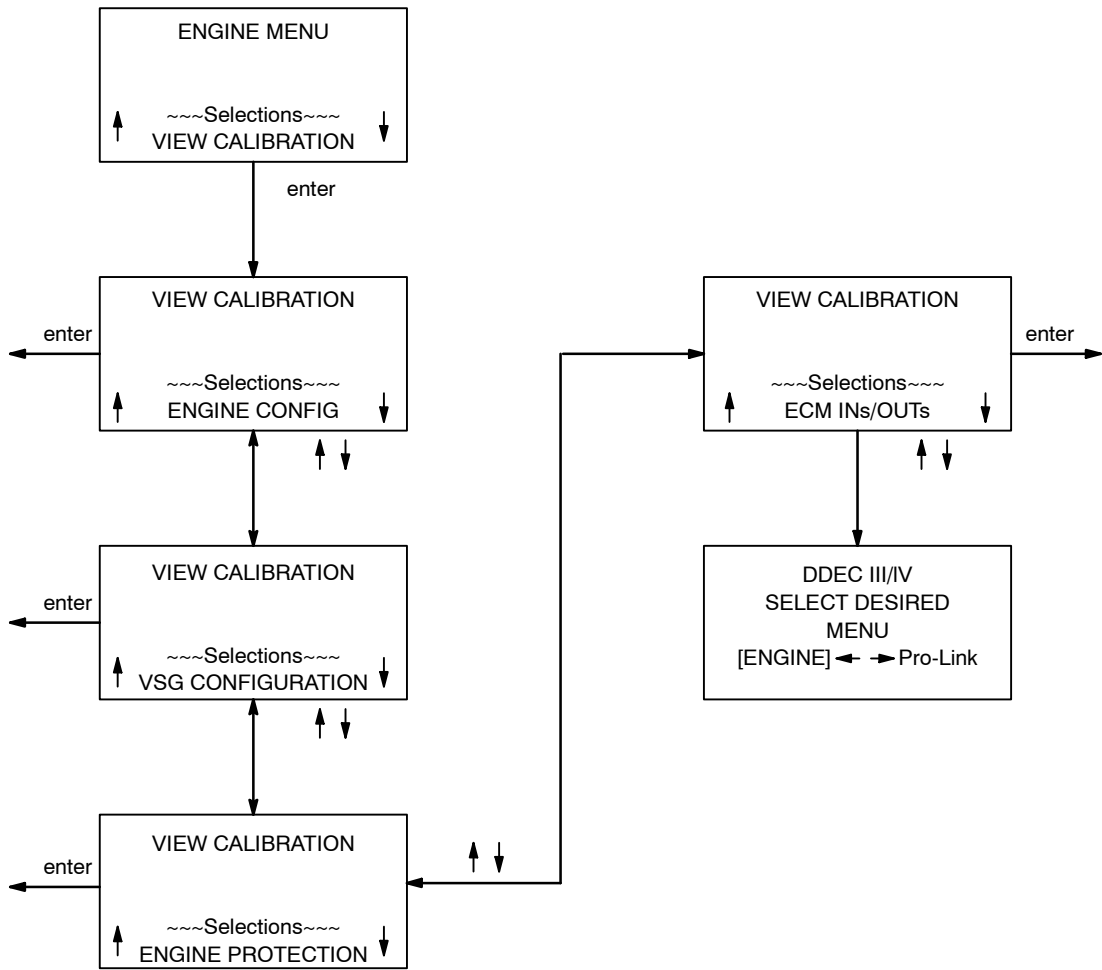 ENGINE MENU
~~~Selections~~~
VIEW CALIBRATION
enter
VIEW CALIBRATION
enter
~~~Selections~~~
ENGINE CONFIG
VIEW CALIBRATION
enter
~~~Selections~~~
VSG CONFIGURATION
VIEW CALIBRATION
enter
~~~Selections~~~
ENGINE PROTECTION
VIEW CALIBRATION
enter
~~~Selections~~~
ECM INs/OUTs
DDEC III/IV
SELECT DESIRED
MENU
[ENGINE] Pro-Link